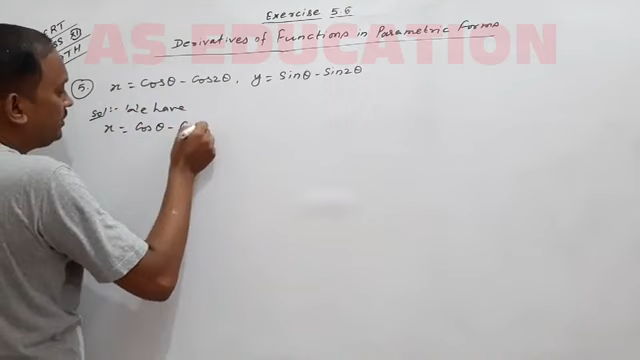 Exercise 5.6
AS EDUCATION
Derivatives of Functions in Parametric Forms
5. x = Cosθ - Cos2θ, y = Sinθ - Sin2θ
Sol:- We have
x = Cosθ - C